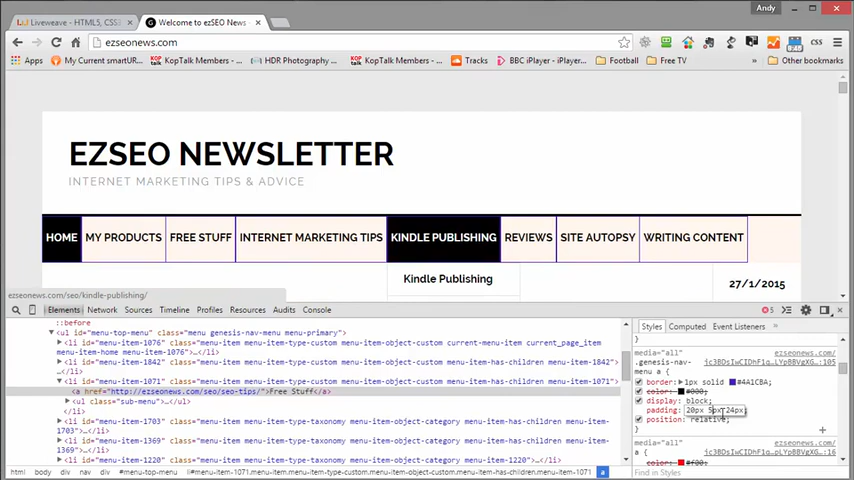 Andy
Liveweave - HTML5, CSS3
Welcome to ezSEO News -
ezseonews.com
CSS
Apps
My Current smartUR...
KopTalk Members...
HDR Photography ...
KopTalk Members...
Tracks
BBC iPlayer - iPlayer...
Football
Free TV
»
Other bookmarks
EZSEO NEWSLETTER
INTERNET MARKETING TIPS & ADVICE
HOME
MY PRODUCTS
FREE STUFF
INTERNET MARKETING TIPS
KINDLE PUBLISHING
REVIEWS
SITE AUTOPSY
WRITING CONTENT
Kindle Publishing
27/1/2015
ezseonews.com/seo/kindle-publishing/
Elements Network Sources Timeline Profiles Resources Audits Console
5
Styles Computed Event Listeners »
::before
<ul id="menu-top-menu" class="menu genesis-nav-menu menu-primary">
<li id="menu-item-1076" class="menu-item menu-item-type-custom menu-item-object-custom current-menu-item current_page_item
menu-item-home menu-item-1076">…</li>
<li id="menu-item-1842" class="menu-item menu-item-type-custom menu-item-object-custom menu-item-has-children menu-item-1842">
<li id="menu-item-1071" class="menu-item menu-item-type-custom menu-item-object-custom menu-item-has-children menu-item-1071">
<a href="http://ezseonews.com/seo/seo-tips/">Free Stuff</a>
<ul class="sub-menu">…</ul>
</li>
<li id="menu-item-1703" class="menu-item menu-item-type-custom menu-item-object-custom menu-item-has-children menu-item-
1703">…</li>
<li id="menu-item-1369" class="menu-item menu-item-type-custom menu-item-object-custom menu-item-has-children menu-item-
1369">…</li>
<li id="menu-item-1220" class="menu-item menu-item-type-taxonomy menu-item-object-category menu-item-has-children menu-item-
html body div nav div #menu-top-menu li#menu-item-1071.menu-item.menu-item-type-custom.menu-item-object-custom.menu-item-has-children.menu-item-1071 a
}
media="all" ezseonews.com/
.genesis-nav-
menu a {
border: 1px solid #4A1CBA;
color: #000;
display: block;
padding: 20px 5px 24px;
position: relative;
}
media="all" ezseonews.com/
a {
color: #f00;
Find in Styles